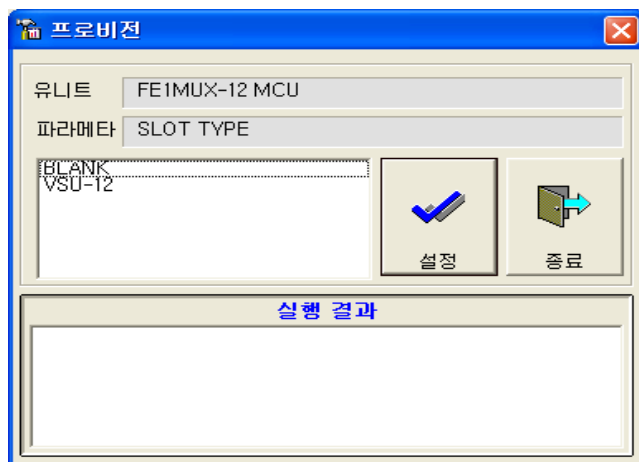 프로비전
유니트 FE1MUX-12 MCU
파라메타 SLOT TYPE
BLANK
VSU-12
설정
종료
실행 결과